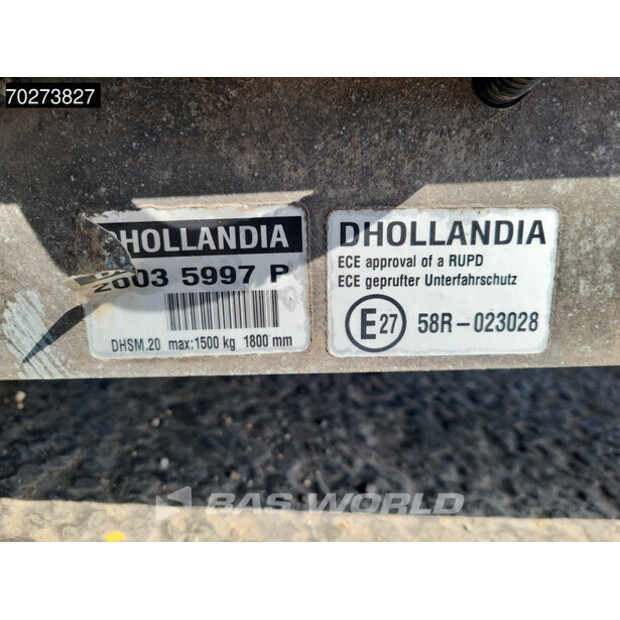 70273827
DHOLLANDIA
2003 5997 P
DHSM.20 max:1500 kg 1800 mm
DHOLLANDIA
ECE approval of a RUPD
ECE geprufter Unterfahrschutz
E27 58R-023028
BAS WORLD